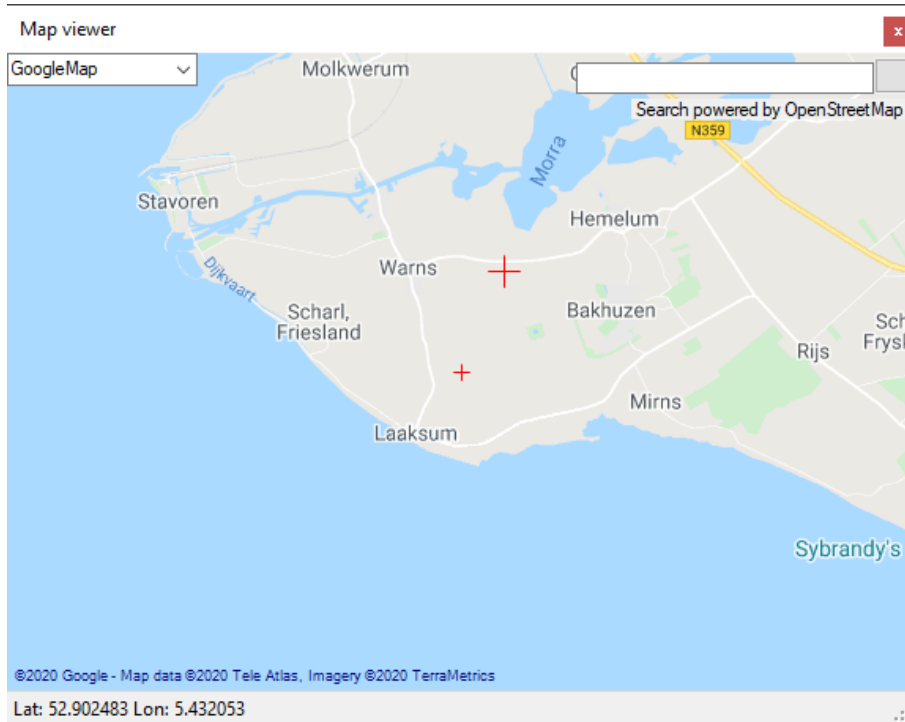 Map viewer
x
GoogleMap
Molkwerum
Search powered by OpenStreetMap
N359
Morra
Stavoren
Hemelum
Dijkvaart
Warns
Scharl,
Friesland
Bakhuzen
Sch
Frysl
Rijs
Mirns
Laaksum
Sybrandy's
©2020 Google - Map data ©2020 Tele Atlas, Imagery ©2020 TerraMetrics
Lat: 52.902483 Lon: 5.432053